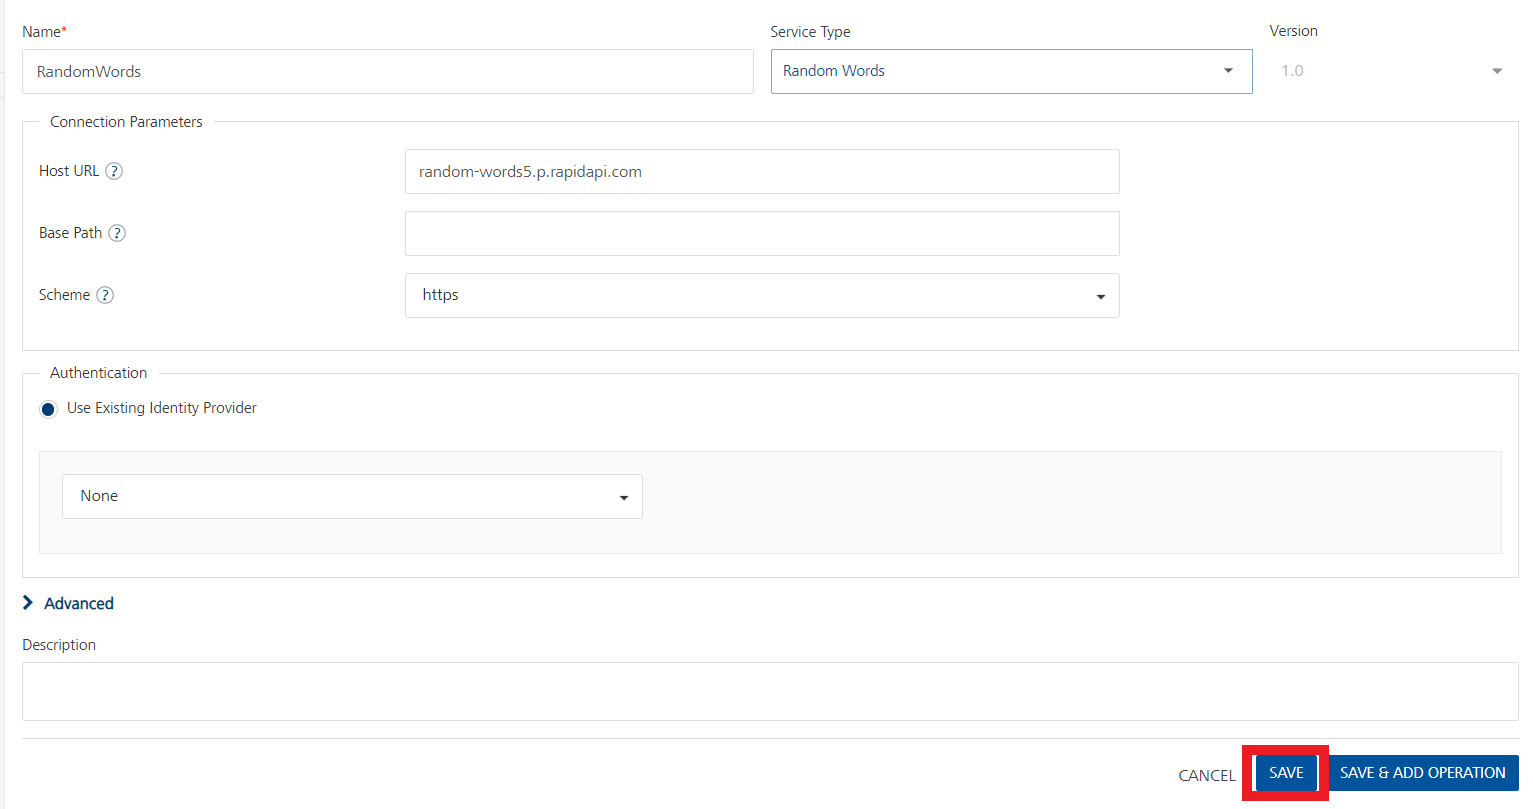 Name*
Service Type
Version
RandomWords
Random Words
1.0
Connection Parameters
Host URL ?
random-words5.p.rapidapi.com
Base Path ?
Scheme ?
https
Authentication
Use Existing Identity Provider
None
Advanced
Description
CANCEL
SAVE
SAVE & ADD OPERATION